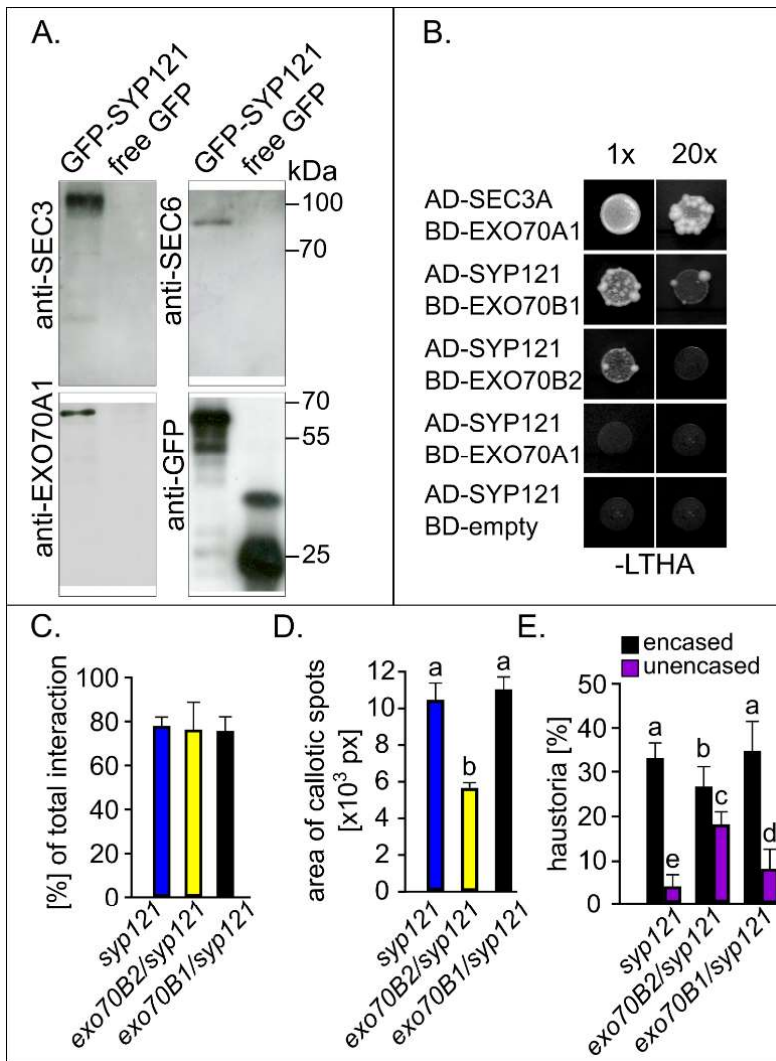 A.
GFP-SYP121
free GFP
GFP-SYP121
free GFP
kDa
anti-SEC3
anti-SEC6
100
70
anti-EXO70A1
anti-GFP
70
55
25
B.
1x 20x
AD-SEC3A
BD-EXO70A1
AD-SYP121
BD-EXO70B1
AD-SYP121
BD-EXO70B2
AD-SYP121
BD-EXO70A1
AD-SYP121
BD-empty
-LTHA
C.
[%] of total interaction
100
80
60
40
20
0
syp121
exo70B2/syp121
exo70B1/syp121
D.
area of callotic spots
[x10³ px]
12
10
8
6
4
2
0
a
b
a
syp121
exo70B2/syp121
exo70B1/syp121
E.
encased
unencased
haustoria [%]
50
40
30
20
10
0
a
e
b
c
a
d
syp121
exo70B2/syp121
exo70B1/syp121